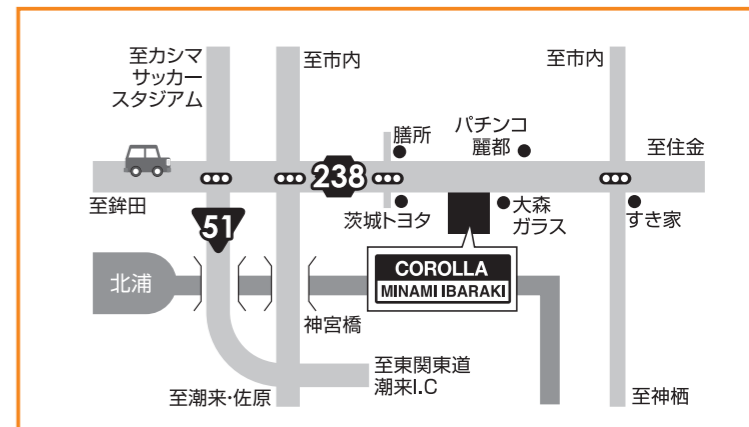 至カシマ
サッカー
スタジアム
至市内
至市内
膳所
パチンコ
麗都
至住金
238
至鉾田
51
茨城トヨタ
大森
ガラス
すき家
北浦
COROLLA
MINAMI IBARAKI
神宮橋
至東関東道
潮来I.C
至潮来・佐原
至神栖